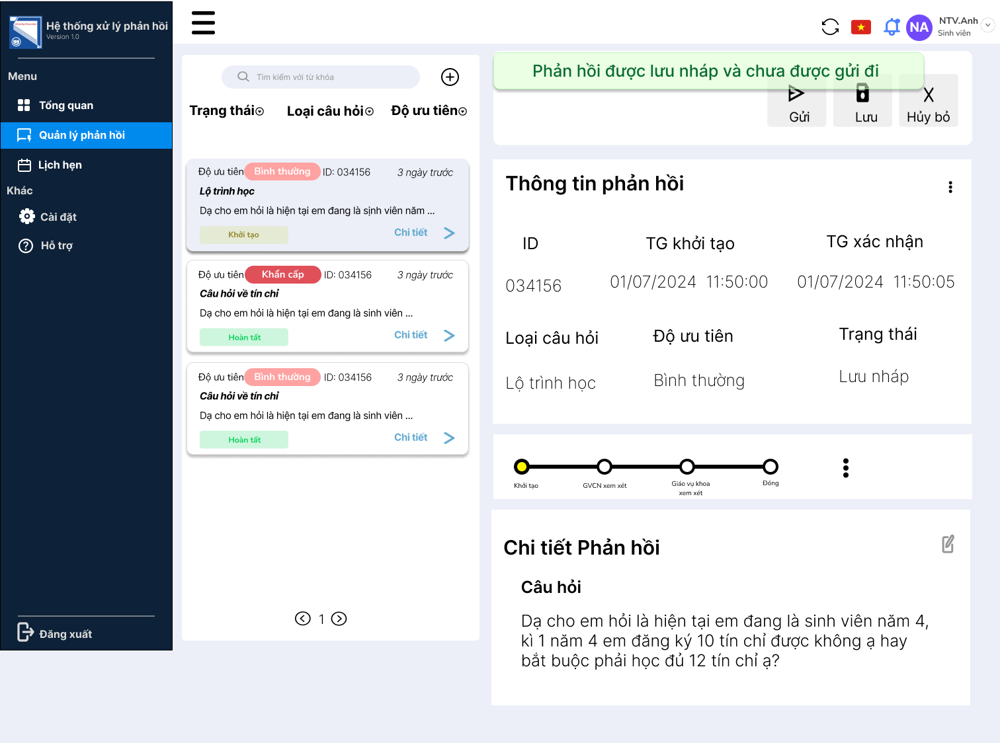 Hệ thống xử lý phản hồi
Version 1.0
Menu
Tổng quan
Quản lý phản hồi
Lịch hẹn
Khác
Cài đặt
Hỗ trợ
Đăng xuất
NA
NTV.Anh
Sinh viên
Tìm kiếm với từ khóa
Trạng thái
Loại câu hỏi
Độ ưu tiên
Độ ưu tiên Bình thường ID: 034156 3 ngày trước
Lộ trình học
Dạ cho em hỏi là hiện tại em đang là sịnh viên năm ...
Khởi tạo
Chi tiết
Độ ưu tiên Khẩn cấp ID: 034156 3 ngày trước
Câu hỏi về tín chỉ
Dạ cho em hỏi là hiện tại em đang là sinh viên ...
Hoàn tất
Chi tiết
Độ ưu tiên Bình thường ID: 034156 3 ngày trước
Câu hỏi về tín chỉ
Dạ cho em hỏi là hiện tại em đang là sinh viên ...
Hoàn tất
Chi tiết
1
Phản hồi được lưu nháp và chưa được gửi đi
Gửi
Lưu
Hủy bỏ
Thông tin phản hồi
ID
TG khởi tạo
TG xác nhận
034156
01/07/2024 11:50:00
01/07/2024 11:50:05
Loại câu hỏi
Độ ưu tiên
Trạng thái
Lộ trình học
Bình thường
Lưu nháp
Khởi tạo
GVCN xem xét
Giáo vụ khoa
xem xét
Đóng
Chi tiết Phản hồi
Câu hỏi
Dạ cho em hỏi là hiện tại em đang là sinh viên năm 4,
kì 1 năm 4 em đăng ký 10 tín chỉ được không ạ hay
bắt buộc phải học đủ 12 tín chỉ ạ?